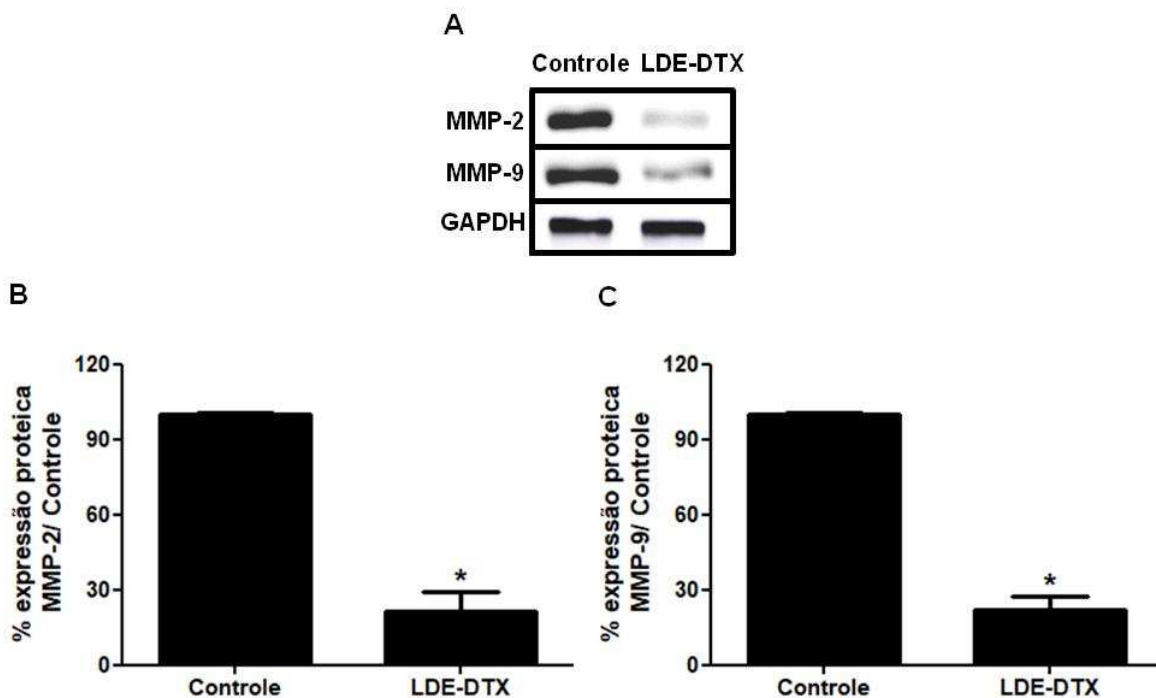 A
Controle LDE-DTX
MMP-2
MMP-9
GAPDH
B
% expressão proteica
MMP-2/ Controle
120
90
60
30
0
*
Controle LDE-DTX
C
% expressão proteica
MMP-9/ Controle
120
90
60
30
0
*
Controle LDE-DTX